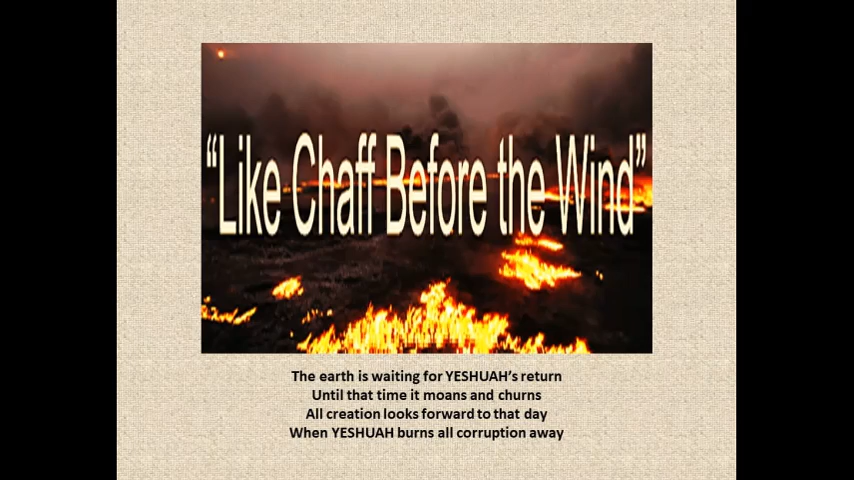 “Like Chaff Before the Wind”
The earth is waiting for YESHUAH’s return
Until that time it moans and churns
All creation looks forward to that day
When YESHUAH burns all corruption away